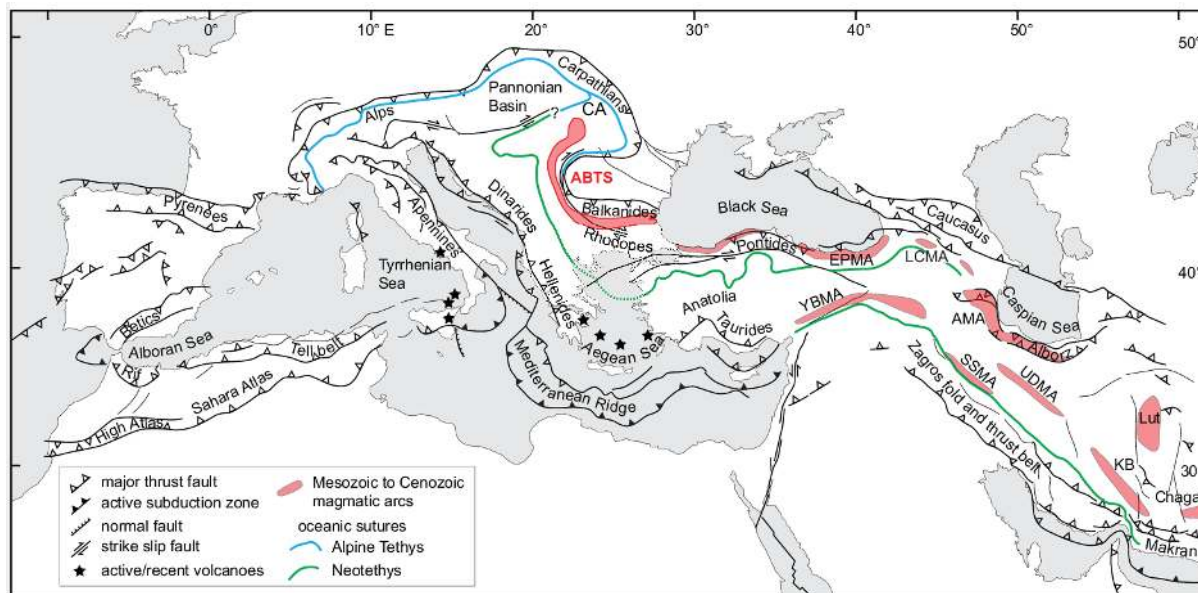 0°
10°
20°
30°
40°
50°
50°
Carpathians
Pannonian
Basin
CA
?
Alps
ABTS
Dinarides
Balkanides
Black Sea
Caucasus
Pyrenees
Apennines
Rhodopes
Pontides
EPMA
LCMA
40°
Tyrrhenian
Sea
Hellenides
Anatolia
YBMA
AMA
Caspian Sea
Betics
Taurides
Alborz
Alboran Sea
Tell belt
Aegean Sea
Rif
Mediterranean Ridge
SSMA
UDMA
Sahara Atlas
Zagros fold and thrust belt
High Atlas
Lut
KB
30
Chaga
Makran
major thrust fault
active subduction zone
normal fault
strike slip fault
active/recent volcanoes
Mesozoic to Cenozoic
magmatic arcs
oceanic sutures
Alpine Tethys
Neotethys